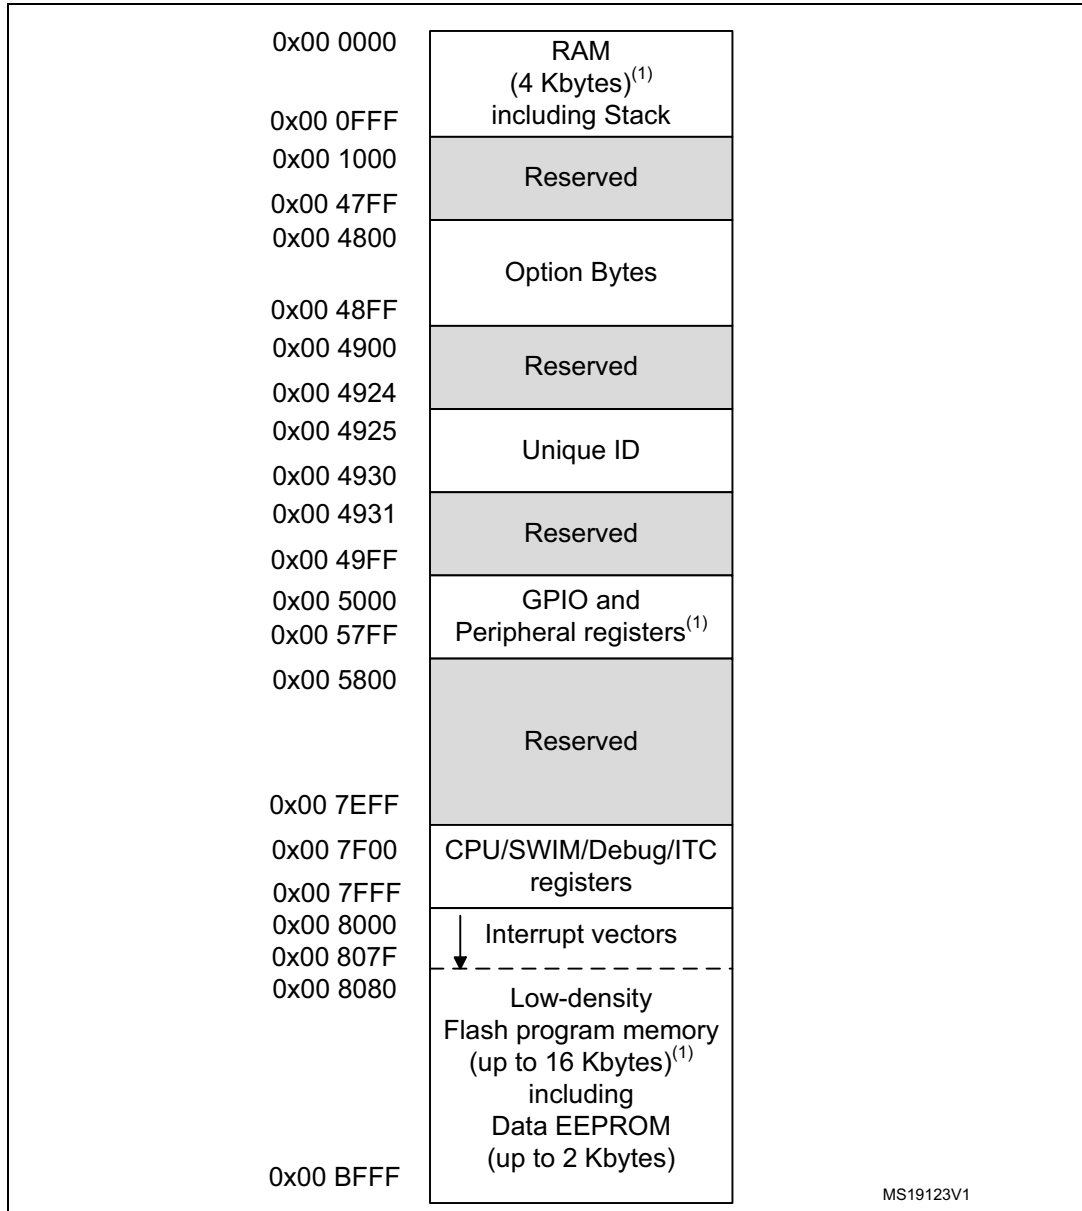 0x00 0000
RAM
(4 Kbytes)(1)
including Stack
0x00 0FFF
0x00 1000
Reserved
0x00 47FF
0x00 4800
Option Bytes
0x00 48FF
0x00 4900
Reserved
0x00 4924
0x00 4925
Unique ID
0x00 4930
0x00 4931
Reserved
0x00 49FF
0x00 5000
GPIO and
Peripheral registers(1)
0x00 57FF
0x00 5800
Reserved
0x00 7EFF
0x00 7F00
CPU/SWIM/Debug/ITC
registers
0x00 7FFF
0x00 8000
Interrupt vectors
0x00 807F
0x00 8080
Low-density
Flash program memory
(up to 16 Kbytes)(1)
including
Data EEPROM
(up to 2 Kbytes)
0x00 BFFF
MS19123V1